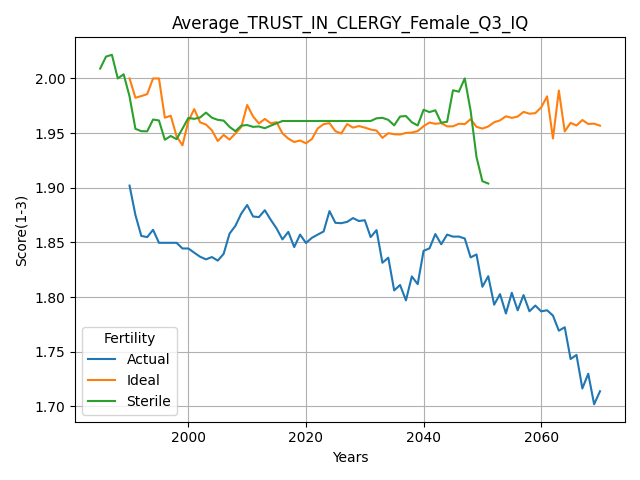 Average_TRUST_IN_CLERGY_Female_Q3_IQ
Score(1-3)
2.00
1.95
1.90
1.85
1.80
1.75
1.70
Fertility
Actual
Ideal
Sterile
2000 2020 2040 2060
Years